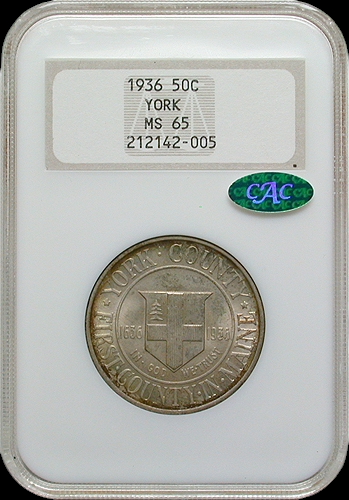 1936 50C
YORK
MS 65
212142-005
CAC
YORK · COUNTY
1636 1936
IN GOD WE TRUST
FIRST · COUNTY · IN · MAINE